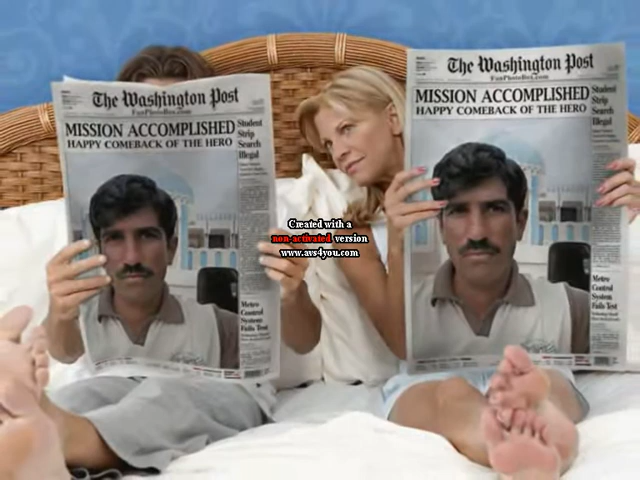 The Washington Post
FunPhotoBox.com
MISSION ACCOMPLISHED
HAPPY COMEBACK OF THE HERO
Student
Strip
Search
Illegal
Metro
Control
System
Fails Test
The Washington Post
FunPhotoBox.com
MISSION ACCOMPLISHED
HAPPY COMEBACK OF THE HERO
Student
Strip
Search
Illegal
Metro
Control
System
Fails Test
Created with a
non-activated version
www.avs4you.com